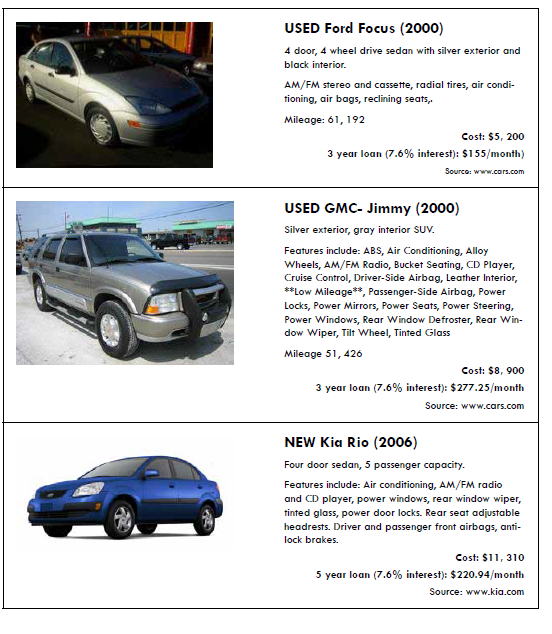 USED Ford Focus (2000)
4 door, 4 wheel drive sedan with silver exterior and
black interior.
AM/FM stereo and cassette, radial tires, air condi-
tioning, air bags, reclining seats,.
Mileage: 61, 192
Cost: $5, 200
3 year loan (7.6% interest): $155/month)
Source: www.cars.com
USED GMC- Jimmy (2000)
Silver exterior, gray interior SUV.
Features include: ABS, Air Conditioning, Alloy
Wheels, AM/FM Radio, Bucket Seating, CD Player,
Cruise Control, Driver-Side Airbag, Leather Interior,
**Low Mileage**, Passenger-Side Airbag, Power
Locks, Power Mirrors, Power Seats, Power Steering,
Power Windows, Rear Window Defroster, Rear Win-
dow Wiper, Tilt Wheel, Tinted Glass
Mileage 51, 426
Cost: $8, 900
3 year loan (7.6% interest): $277.25/month
Source: www.cars.com
NEW Kia Rio (2006)
Four door sedan, 5 passenger capacity.
Features include: Air conditioning, AM/FM radio
and CD player, power windows, rear window wiper,
tinted glass, power door locks. Rear seat adjustable
headrests. Driver and passenger front airbags, anti-
lock brakes.
Cost: $11, 310
5 year loan (7.6% interest): $220.94/month
Source: www.kia.com